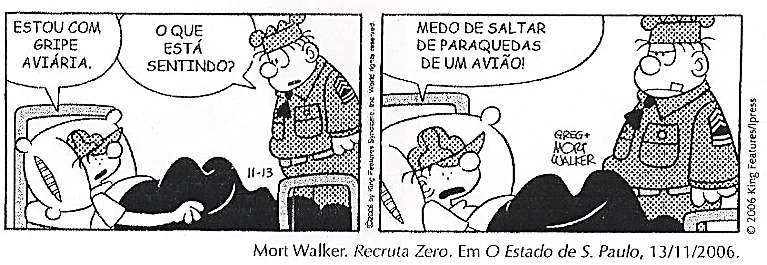 ESTOU COM
GRIPE
AVIÁRIA.
O QUE
ESTÁ
SENTINDO?
11-13
©2006 by King Features Syndicate, Inc. World rights reserved.
MEDO DE SALTAR
DE PARAQUEDAS
DE UM AVIÃO!
GREG+
MORT
WALKER
© 2006 King Features/Ipress
Mort Walker. Recruta Zero. Em O Estado de S. Paulo, 13/11/2006.